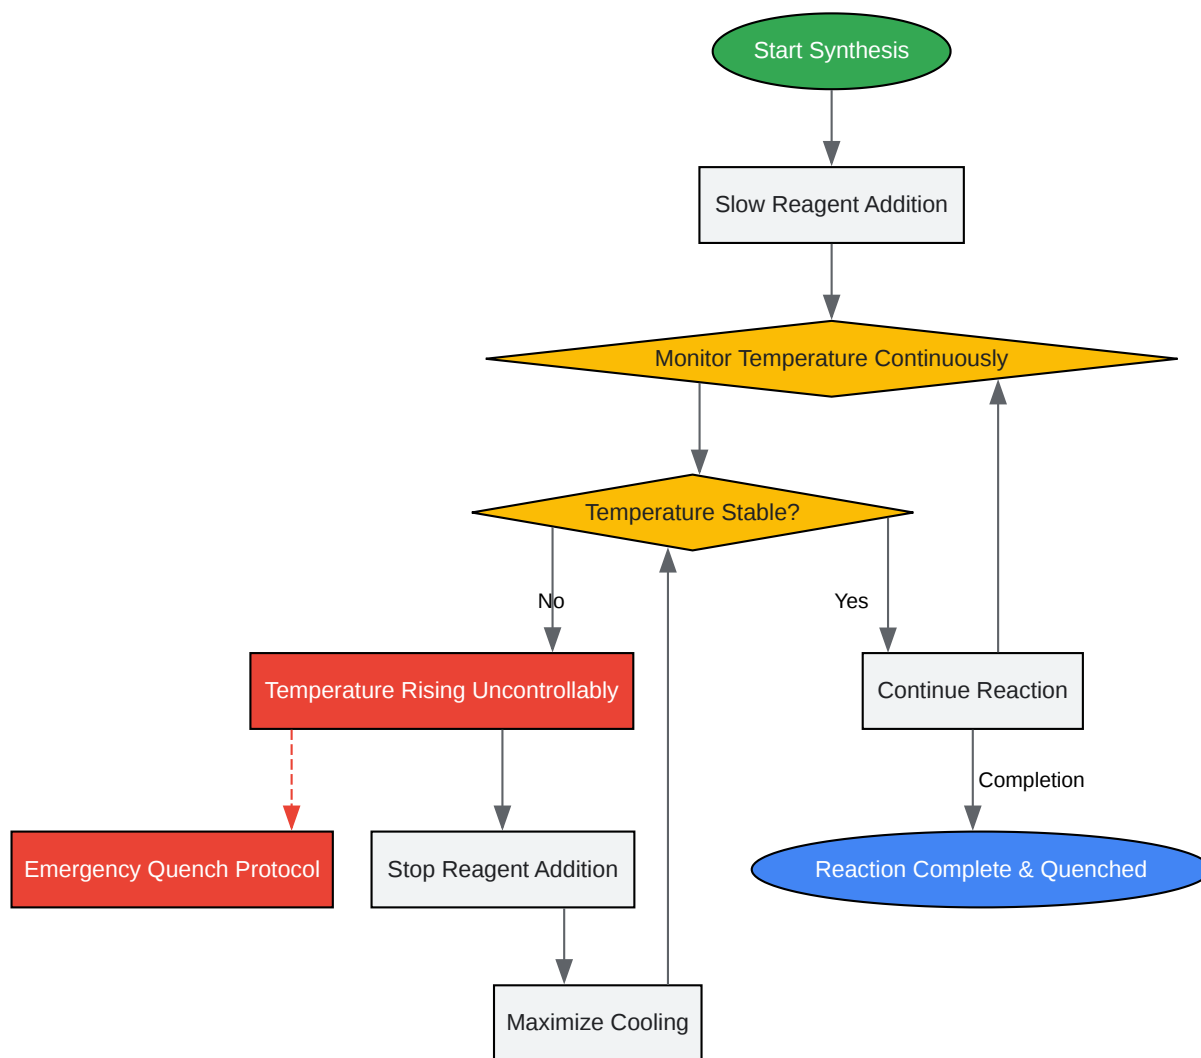 Start Synthesis
Slow Reagent Addition
Monitor Temperature Continuously
Temperature Stable?
No
Yes
Temperature Rising Uncontrollably
Continue Reaction
Completion
Emergency Quench Protocol
Stop Reagent Addition
Reaction Complete & Quenched
Maximize Cooling